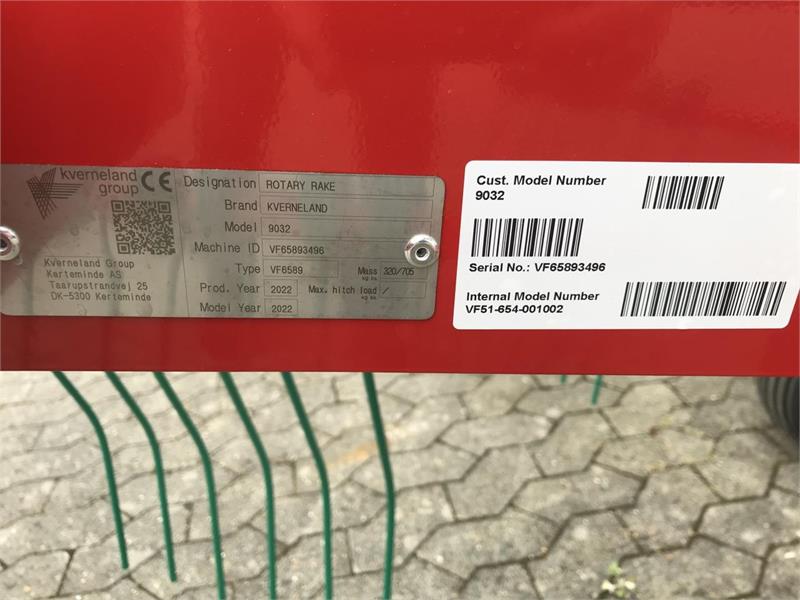 kverneland
group
CE
Designation ROTARY RAKE
Brand KVERNELAND
Model 9032
Machine ID VF65893496
Type VF6589 Mass kg kg 320/705
Prod. Year 2022 Max. hitch load /
Model Year 2022
Kverneland Group
Kerteminde AS
Taarupstrandvej 25
DK-5300 Kerteminde
Cust. Model Number
9032
Serial No.: VF65893496
Internal Model Number
VF51-654-001002